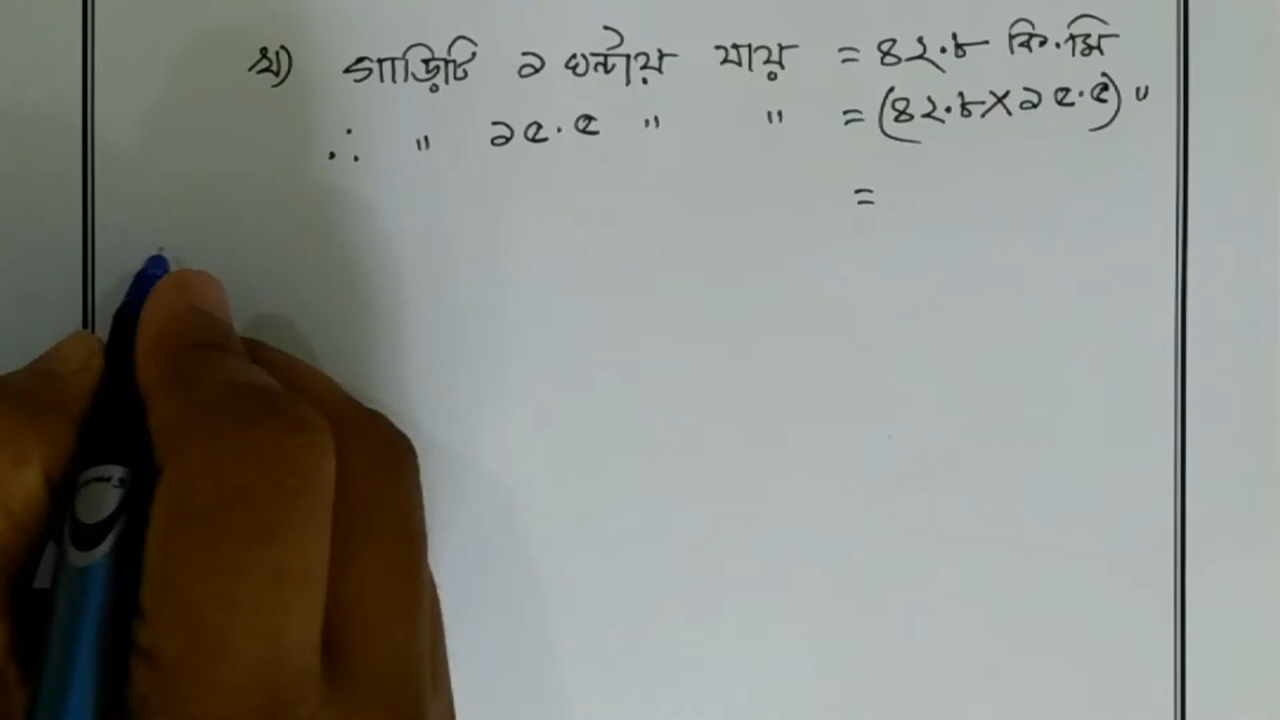 খ) গাড়িটি ১ ঘন্টায় যায় = ৪২.৮ কি.মি
∴ " ১৫.৫ " " = (৪২.৮×১৫.৫) "
=